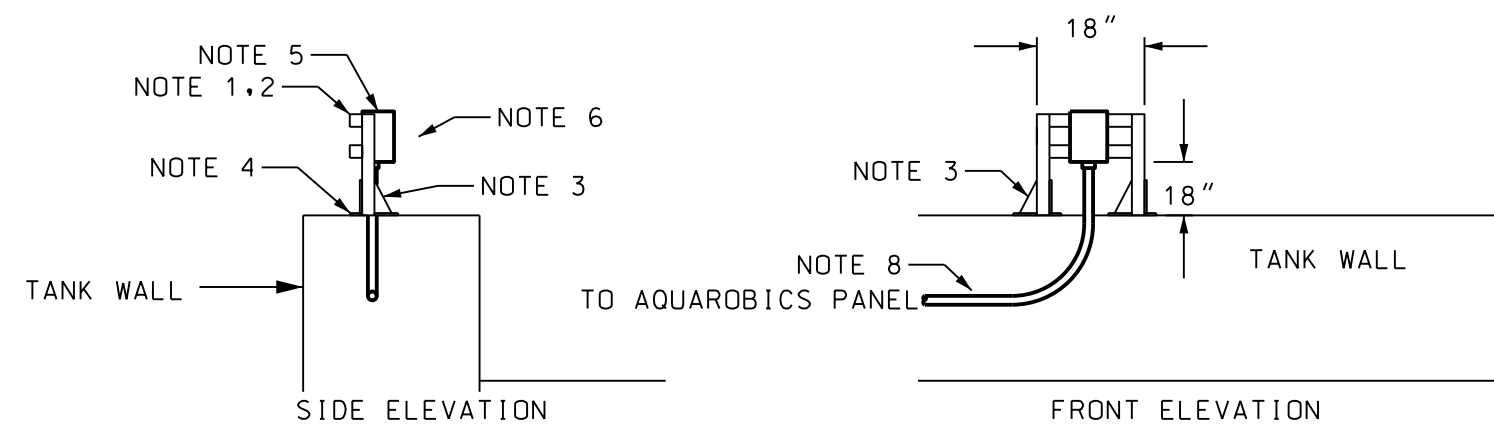 NOTE 5
NOTE 1,2
NOTE 6
NOTE 4
NOTE 3
TANK WALL
SIDE ELEVATION
18"
NOTE 3
18"
TANK WALL
NOTE 8
TO AQUAROBICS PANEL
FRONT ELEVATION